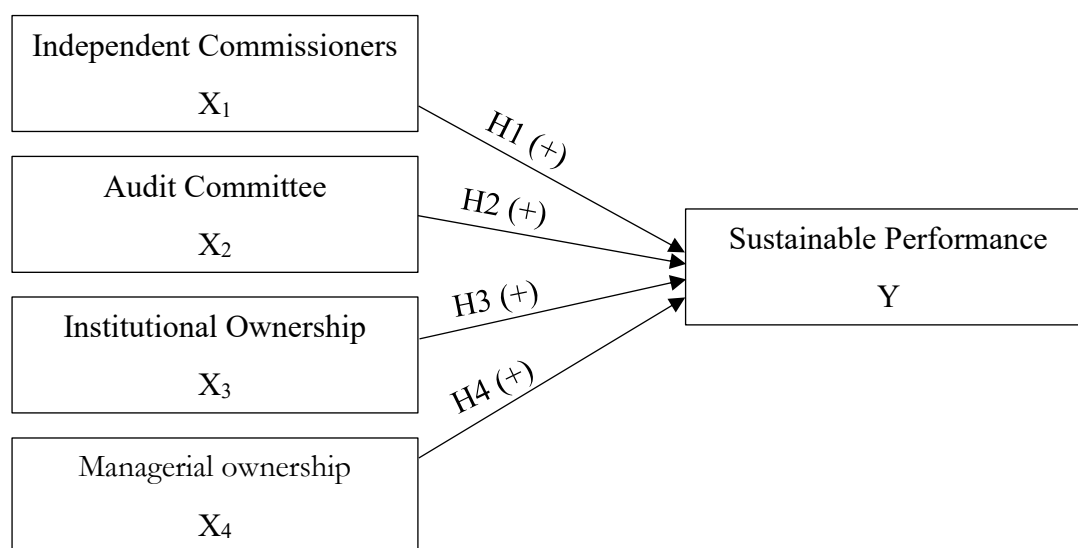 Independent Commissioners
X₁
H1 (+)
Audit Committee
X₂
H2 (+)
Sustainable Performance
Y
Institutional Ownership
X₃
H3 (+)
Managerial ownership
X₄
H4 (+)